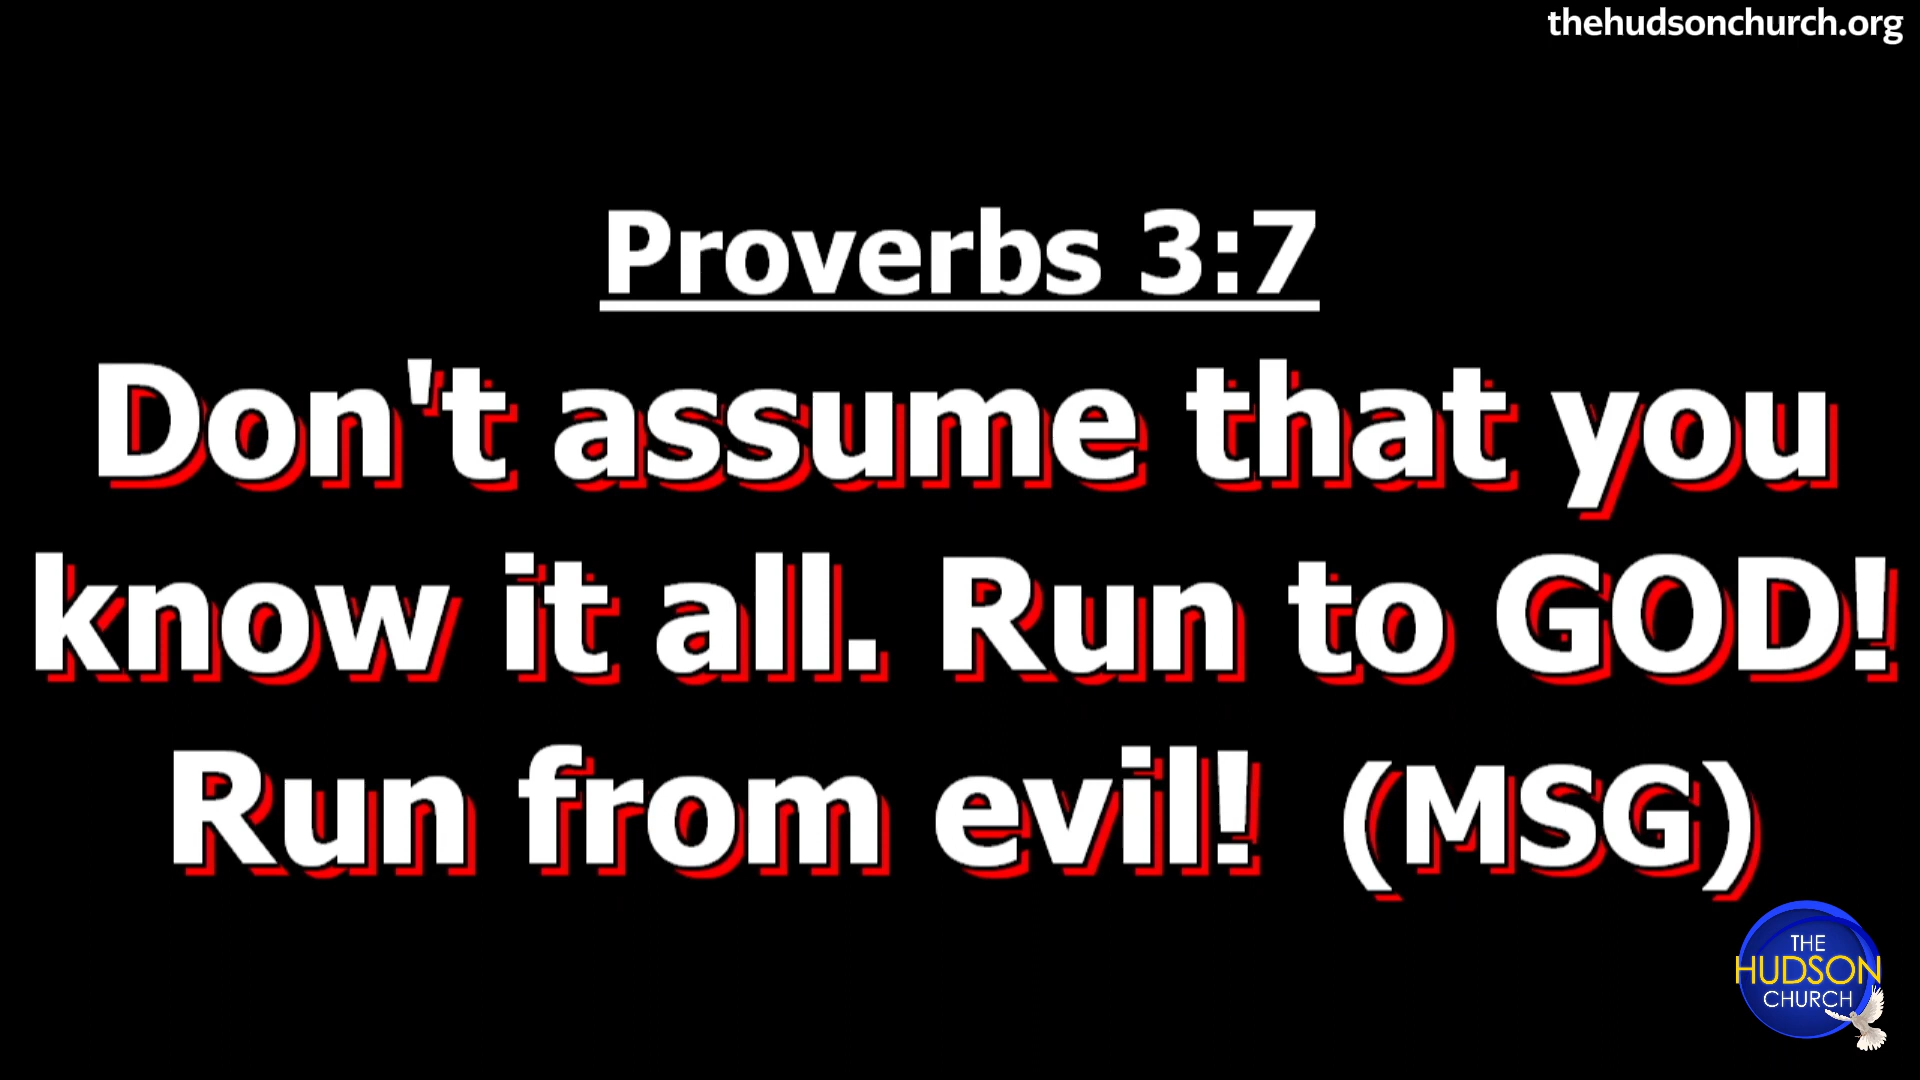 thehudsonchurch.org
Proverbs 3:7
Don't assume that you
know it all. Run to GOD!
Run from evil! (MSG)
THE
HUDSON
CHURCH